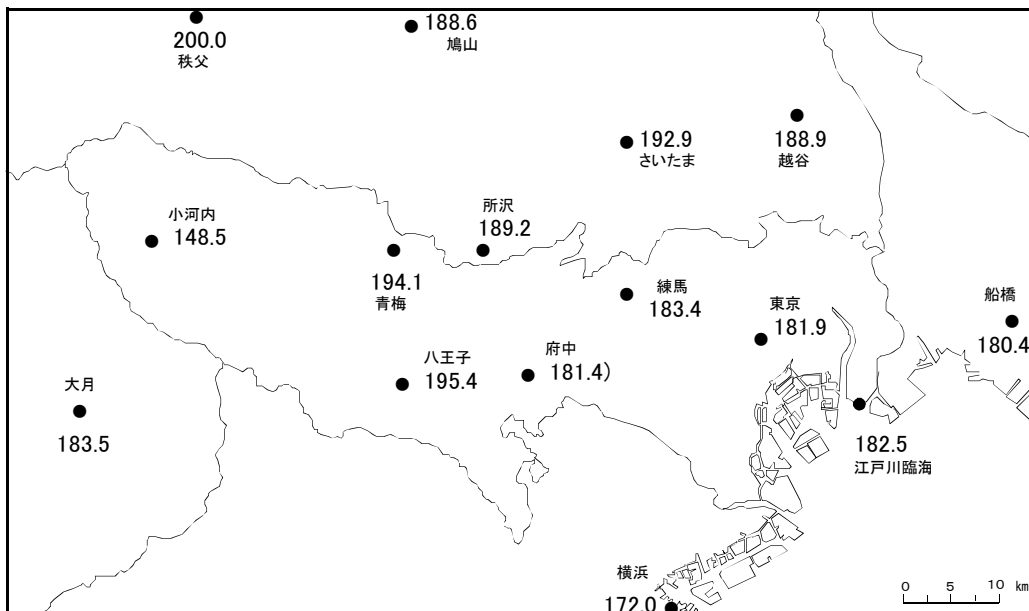 200.0
秩父
188.6
鳩山
192.9
さいたま
188.9
越谷
小河内
148.5
所沢
189.2
194.1
青梅
練馬
183.4
東京
181.9
船橋
180.4
大月
183.5
八王子
195.4
府中
181.4)
182.5
江戸川臨海
横浜
172.0
0 5 10 km